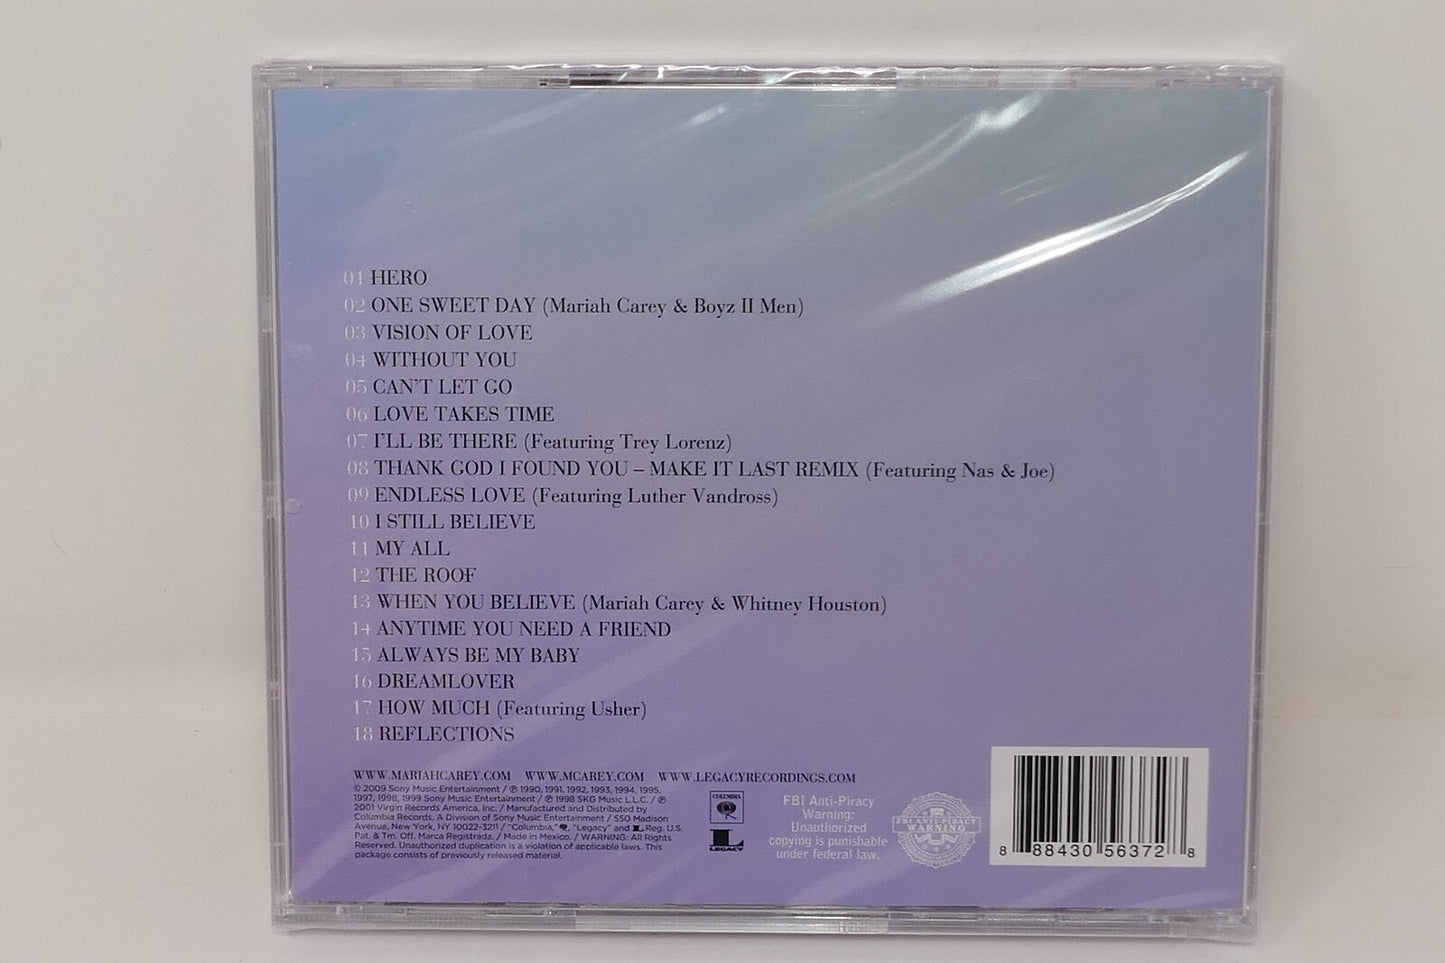 01 HERO
02 ONE SWEET DAY (Mariah Carey & Boyz II Men)
03 VISION OF LOVE
04 WITHOUT YOU
05 CAN'T LET GO
06 LOVE TAKES TIME
07 I'LL BE THERE (Featuring Trey Lorenz)
08 THANK GOD I FOUND YOU – MAKE IT LAST REMIX (Featuring Nas & Joe)
09 ENDLESS LOVE (Featuring Luther Vandross)
10 I STILL BELIEVE
11 MY ALL
12 THE ROOF
13 WHEN YOU BELIEVE (Mariah Carey & Whitney Houston)
14 ANYTIME YOU NEED A FRIEND
15 ALWAYS BE MY BABY
16 DREAMLOVER
17 HOW MUCH (Featuring Usher)
18 REFLECTIONS
WWW.MARIAHCAREY.COM WWW.MCAREY.COM WWW.LEGACYRECORDINGS.COM
© 2009 Sony Music Entertainment / ℗ 1990, 1991, 1992, 1993, 1994, 1995,
1997, 1998, 1999 Sony Music Entertainment / ℗ 1998 SKG Music L.L.C. / ℗
2001 Virgin Records America, Inc. / Manufactured and Distributed by
Columbia Records, A Division of Sony Music Entertainment / 550 Madison
Avenue, New York, NY 10022-3211 / "Columbia," "Legacy" and L Reg. U.S.
Pat. & Tm. Off. Marca Registrada. / Made in Mexico. / WARNING: All Rights
Reserved. Unauthorized duplication is a violation of applicable laws. This
package consists of previously released material.
COLUMBIA
L
LEGACY
FBI Anti-Piracy
Warning:
Unauthorized
copying is punishable
under federal law.
FBI ANTI-PIRACY
WARNING
8 88430 56372 8